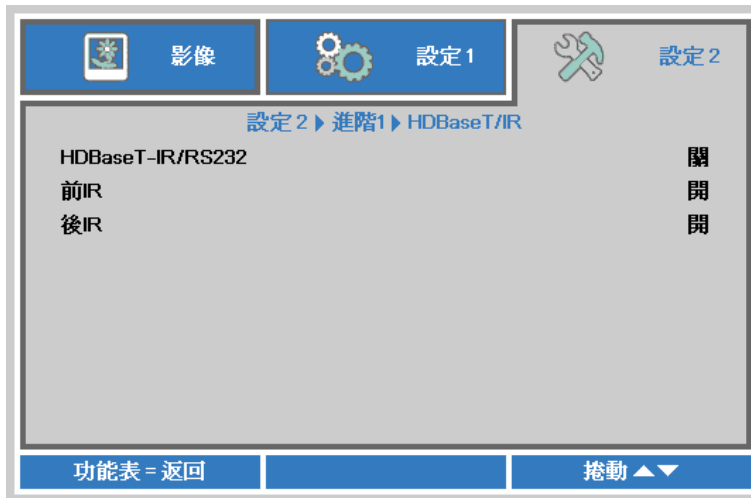 影像
設定1
設定2
設定2▶進階1▶HDBaseT/IR
HDBaseT-IR/RS232 關
前IR 開
後IR 開
功能表=返回
捲動▲▼